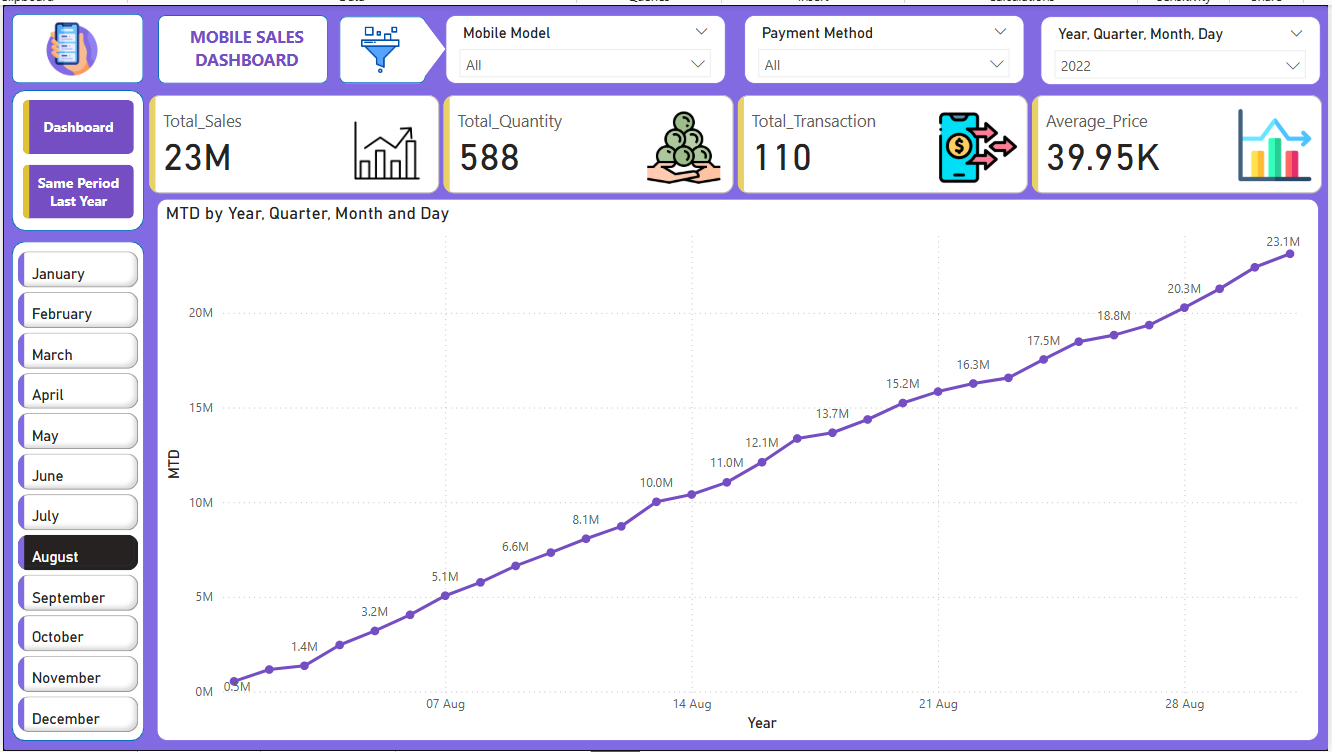 MOBILE SALES
DASHBOARD
Mobile Model
All
Payment Method
All
Year, Quarter, Month, Day
2022
Dashboard
Same Period
Last Year
Total_Sales
23M
Total_Quantity
588
Total_Transaction
110
$
Average_Price
39.95K
January
February
March
April
May
June
July
August
September
October
November
December
MTD by Year, Quarter, Month and Day
MTD
20M
15M
10M
5M
0M
0.5M
1.4M
3.2M
5.1M
6.6M
8.1M
10.0M
11.0M
12.1M
13.7M
15.2M
16.3M
17.5M
18.8M
20.3M
23.1M
07 Aug
14 Aug
21 Aug
28 Aug
Year